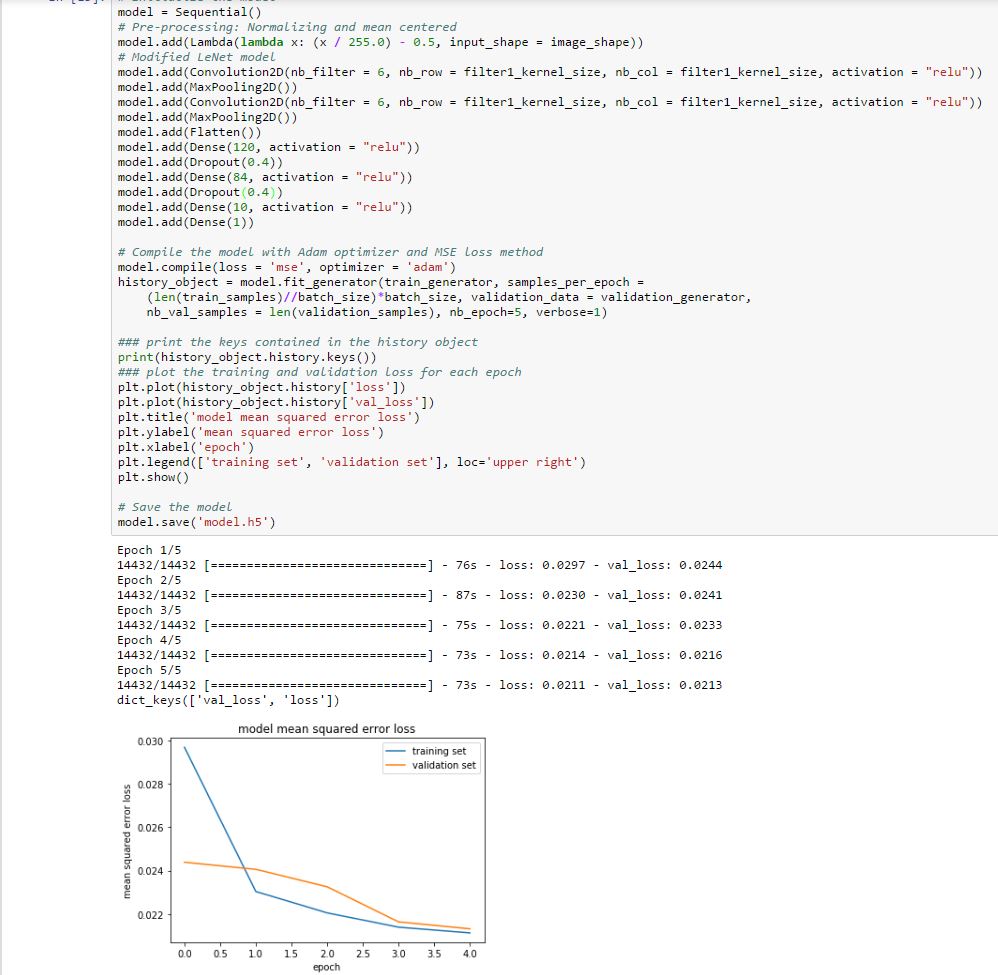 model = Sequential()
# Pre-processing: Normalizing and mean centered
model.add(Lambda(lambda x: (x / 255.0) - 0.5, input_shape = image_shape))
# Modified LeNet model
model.add(Convolution2D(nb_filter = 6, nb_row = filter1_kernel_size, nb_col = filter1_kernel_size, activation = "relu"))
model.add(MaxPooling2D())
model.add(Convolution2D(nb_filter = 6, nb_row = filter1_kernel_size, nb_col = filter1_kernel_size, activation = "relu"))
model.add(MaxPooling2D())
model.add(Flatten())
model.add(Dense(120, activation = "relu"))
model.add(Dropout(0.4))
model.add(Dense(84, activation = "relu"))
model.add(Dropout(0.4))
model.add(Dense(10, activation = "relu"))
model.add(Dense(1))
# Compile the model with Adam optimizer and MSE loss method
model.compile(loss = 'mse', optimizer = 'adam')
history_object = model.fit_generator(train_generator, samples_per_epoch =
(len(train_samples)//batch_size)*batch_size, validation_data = validation_generator,
nb_val_samples = len(validation_samples), nb_epoch=5, verbose=1)
### print the keys contained in the history object
print(history_object.history.keys())
### plot the training and validation loss for each epoch
plt.plot(history_object.history['loss'])
plt.plot(history_object.history['val_loss'])
plt.title('model mean squared error loss')
plt.ylabel('mean squared error loss')
plt.xlabel('epoch')
plt.legend(['training set', 'validation set'], loc='upper right')
plt.show()
# Save the model
model.save('model.h5')
Epoch 1/5
14432/14432 [==============================] - 76s - loss: 0.0297 - val_loss: 0.0244
Epoch 2/5
14432/14432 [==============================] - 87s - loss: 0.0230 - val_loss: 0.0241
Epoch 3/5
14432/14432 [==============================] - 75s - loss: 0.0221 - val_loss: 0.0233
Epoch 4/5
14432/14432 [==============================] - 73s - loss: 0.0214 - val_loss: 0.0216
Epoch 5/5
14432/14432 [==============================] - 73s - loss: 0.0211 - val_loss: 0.0213
dict_keys(['val_loss', 'loss'])
model mean squared error loss
training set
validation set
0.030
0.028
0.026
0.024
0.022
mean squared error loss
0.0 0.5 1.0 1.5 2.0 2.5 3.0 3.5 4.0
epoch